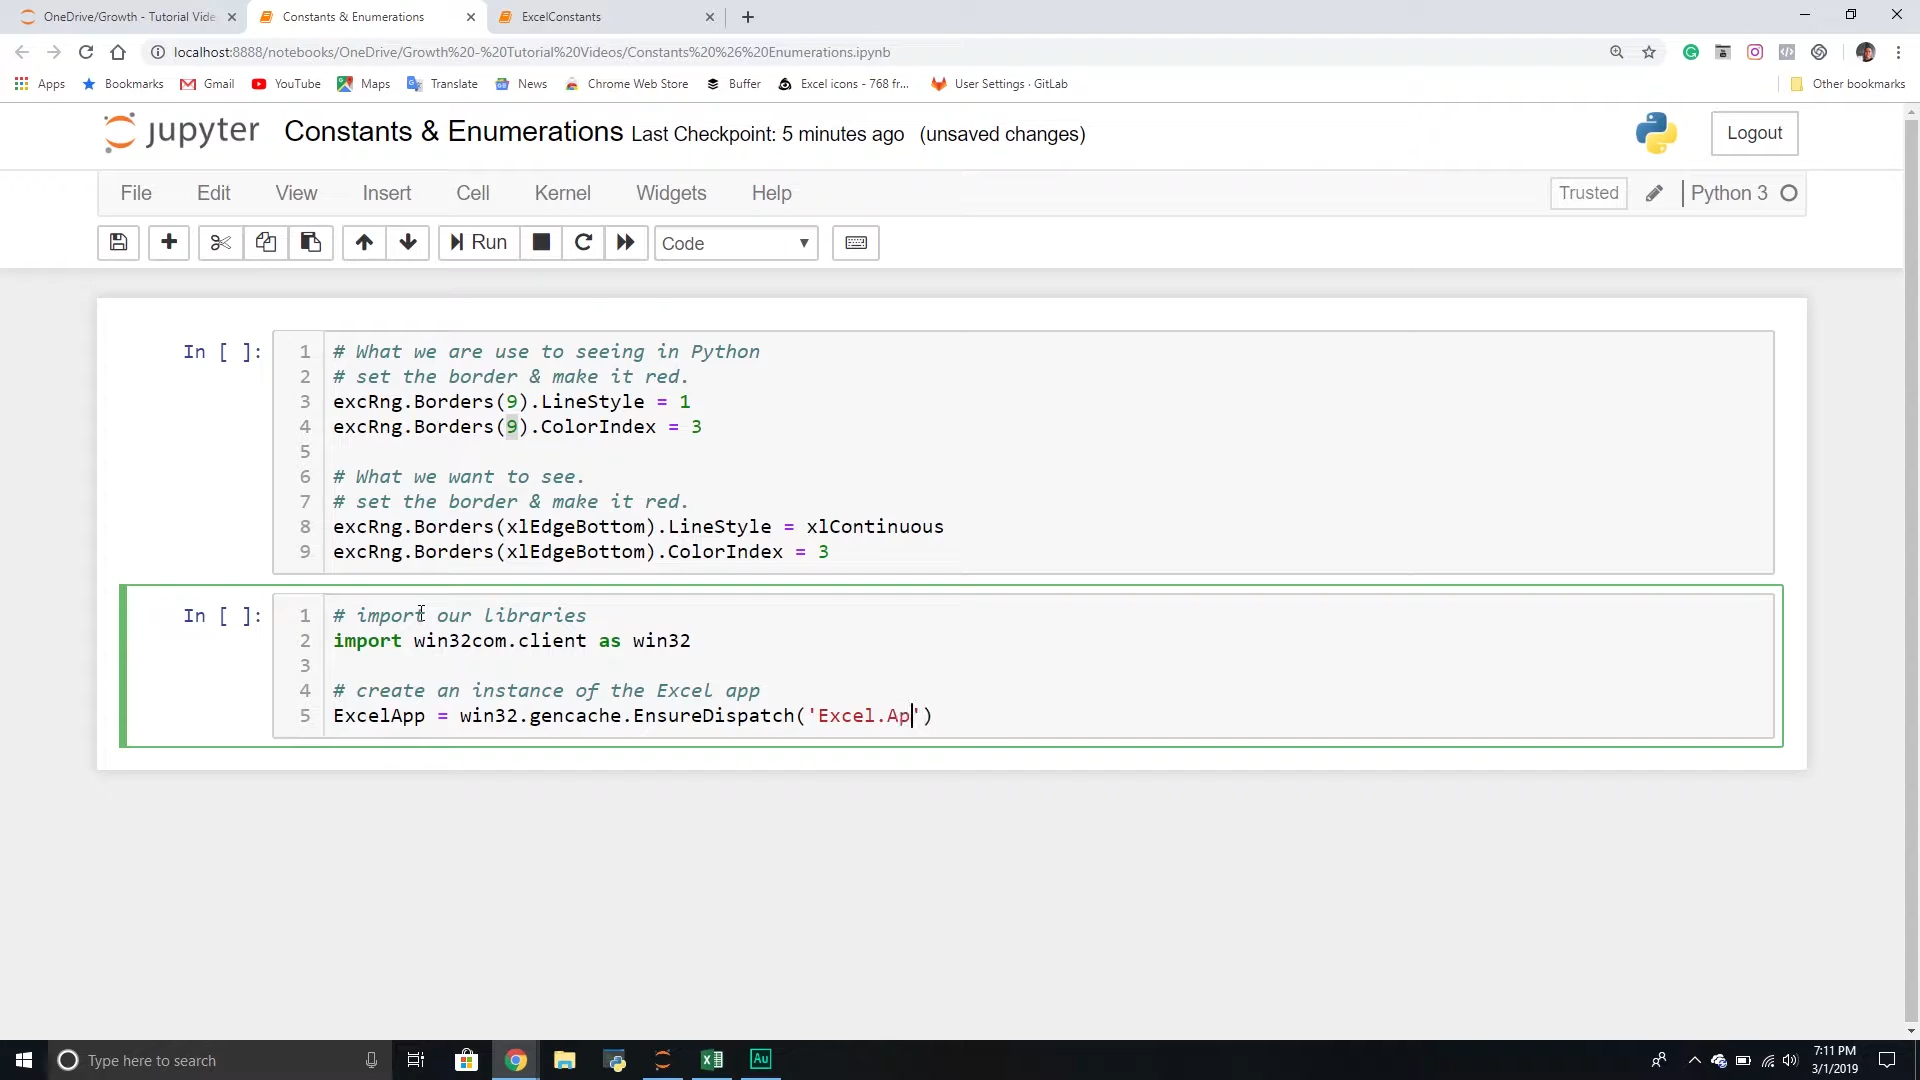 OneDrive/Growth - Tutorial Vide
Constants & Enumerations
ExcelConstants
localhost:8888/notebooks/OneDrive/Growth%20-%20Tutorial%20Videos/Constants%20%26%20Enumerations.ipynb
Apps Bookmarks Gmail YouTube Maps Translate News Chrome Web Store Buffer Excel icons - 768 fr... User Settings · GitLab Other bookmarks
jupyter Constants & Enumerations Last Checkpoint: 5 minutes ago (unsaved changes) Logout
File Edit View Insert Cell Kernel Widgets Help Trusted Python 3
Run Code
In [ ]:
1 # What we are use to seeing in Python
2 # set the border & make it red.
3 excRng.Borders(9).LineStyle = 1
4 excRng.Borders(9).ColorIndex = 3
5
6 # What we want to see.
7 # set the border & make it red.
8 excRng.Borders(xlEdgeBottom).LineStyle = xlContinuous
9 excRng.Borders(xlEdgeBottom).ColorIndex = 3
In [ ]:
1 # import our libraries
2 import win32com.client as win32
3
4 # create an instance of the Excel app
5 ExcelApp = win32.gencache.EnsureDispatch('Excel.Ap')
Type here to search
Au
7:11 PM
3/1/2019